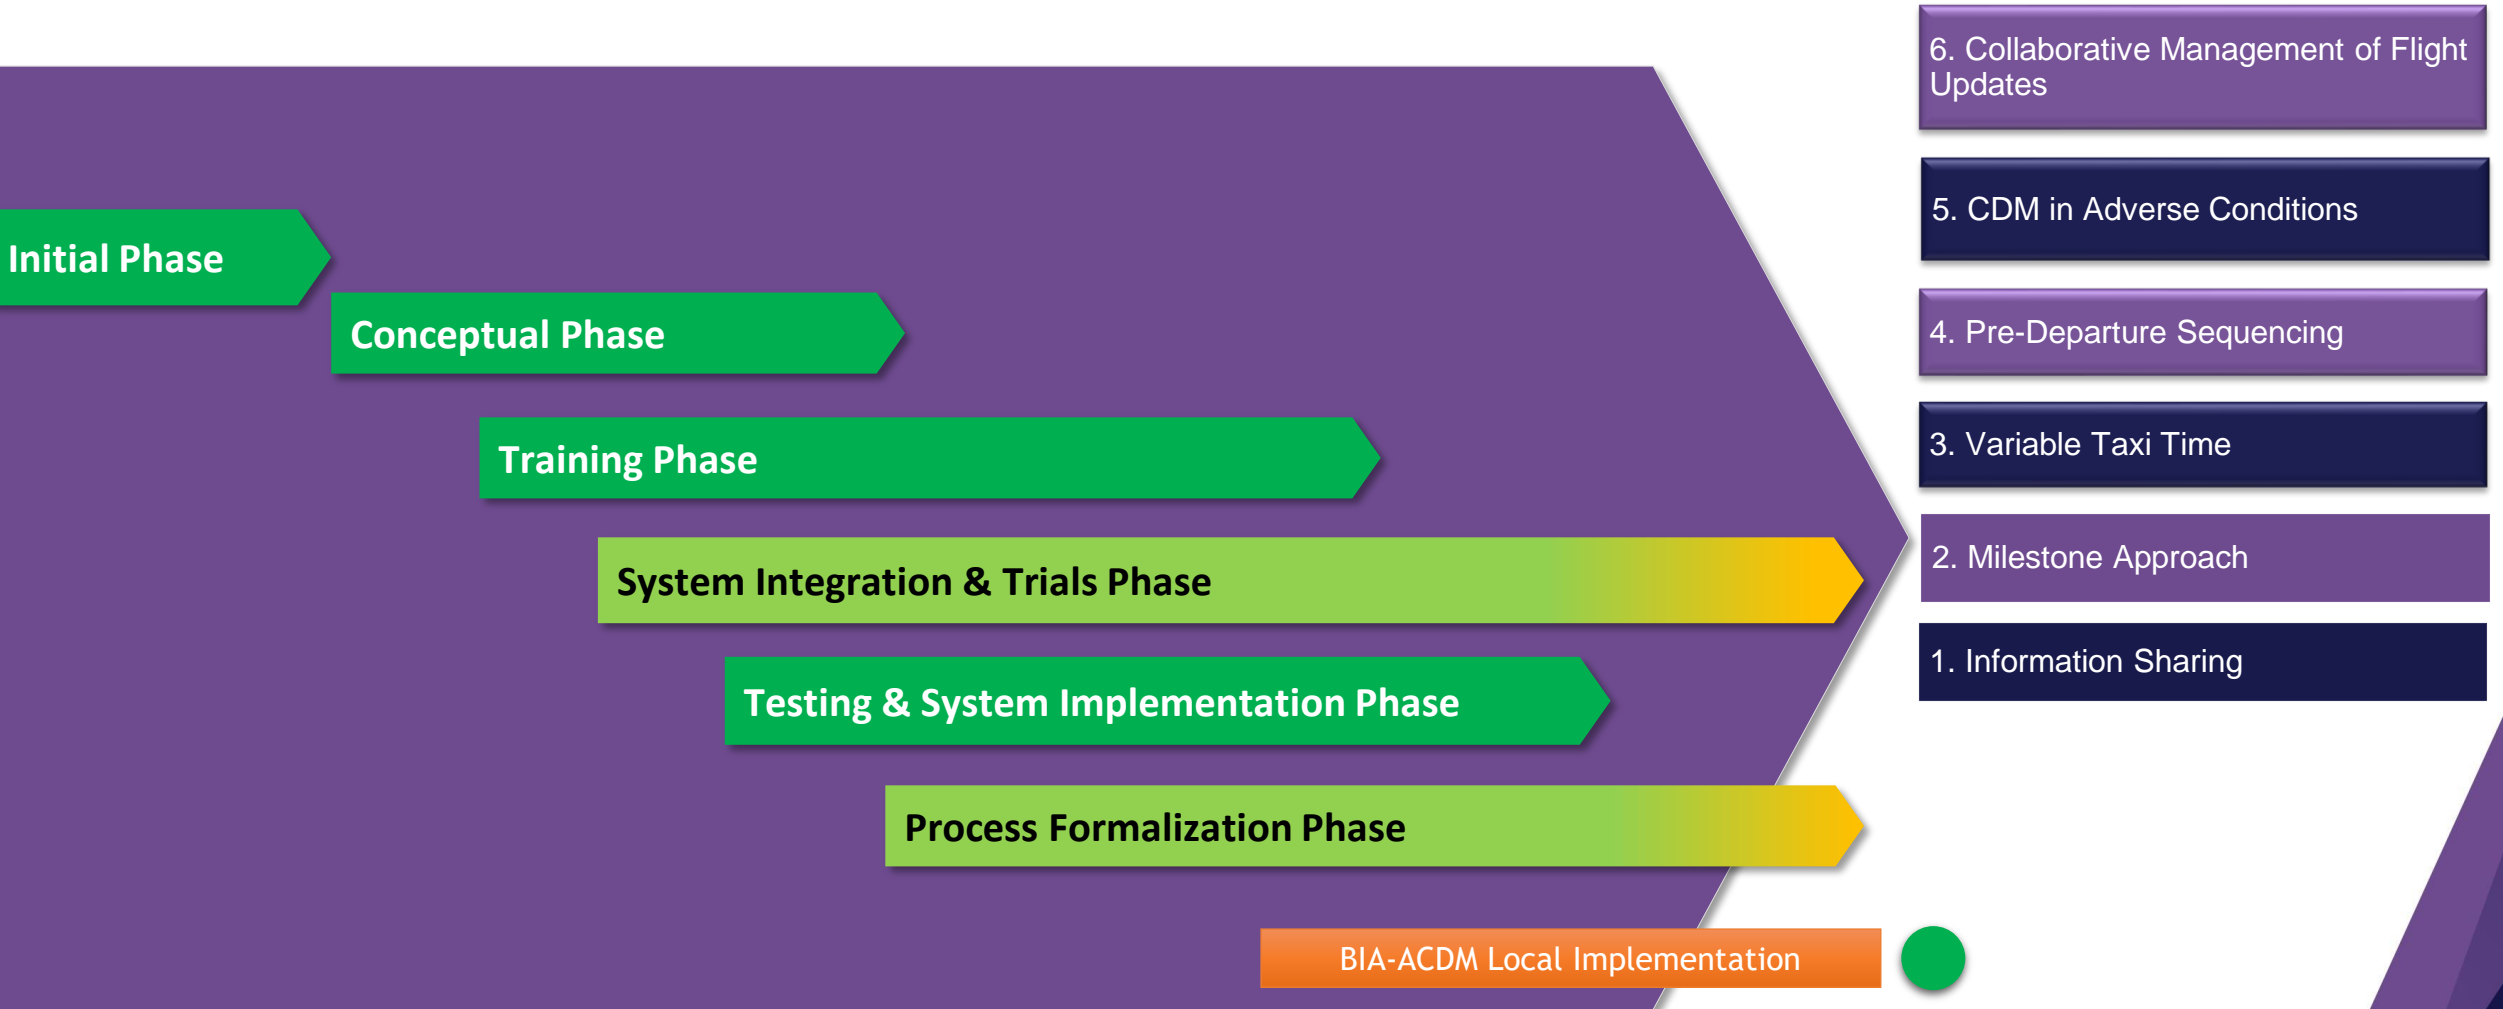 Initial Phase
Conceptual Phase
Training Phase
System Integration & Trials Phase
Testing & System Implementation Phase
Process Formalization Phase
BIA-ACDM Local Implementation
6. Collaborative Management of Flight
Updates
5. CDM in Adverse Conditions
4. Pre-Departure Sequencing
3. Variable Taxi Time
2. Milestone Approach
1. Information Sharing